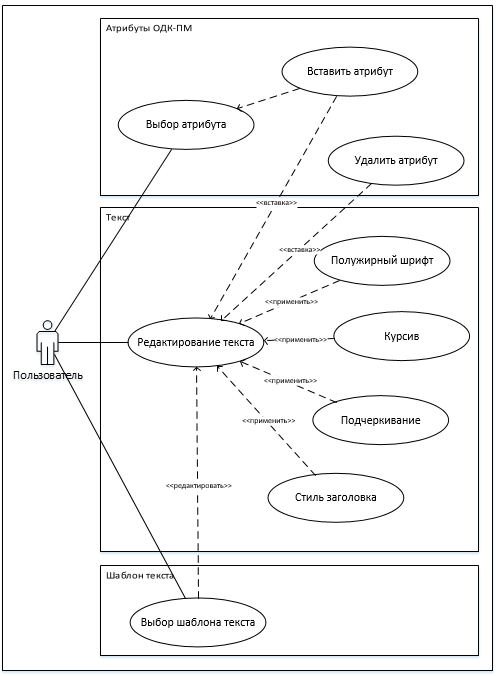 Атрибуты ОДК-ПМ
Вставить атрибут
Выбор атрибута
Удалить атрибут
<<вставка>>
Текст
<<вставка>>
Полужирный шрифт
<<применить>>
Редактирование текста
<<применить>>
Курсив
Пользователь
<<применить>>
Подчеркивание
<<применить>>
<<редактировать>>
Стиль заголовка
Шаблон текста
Выбор шаблона текста